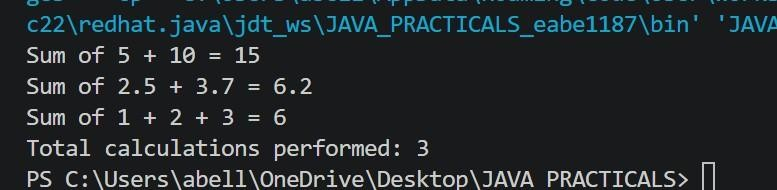 c22\redhat.java\jdt_ws\JAVA_PRACTICALS_eabe1187\bin' 'JAVA
Sum of 5 + 10 = 15
Sum of 2.5 + 3.7 = 6.2
Sum of 1 + 2 + 3 = 6
Total calculations performed: 3
PS C:\Users\abell\OneDrive\Desktop\JAVA PRACTICALS>